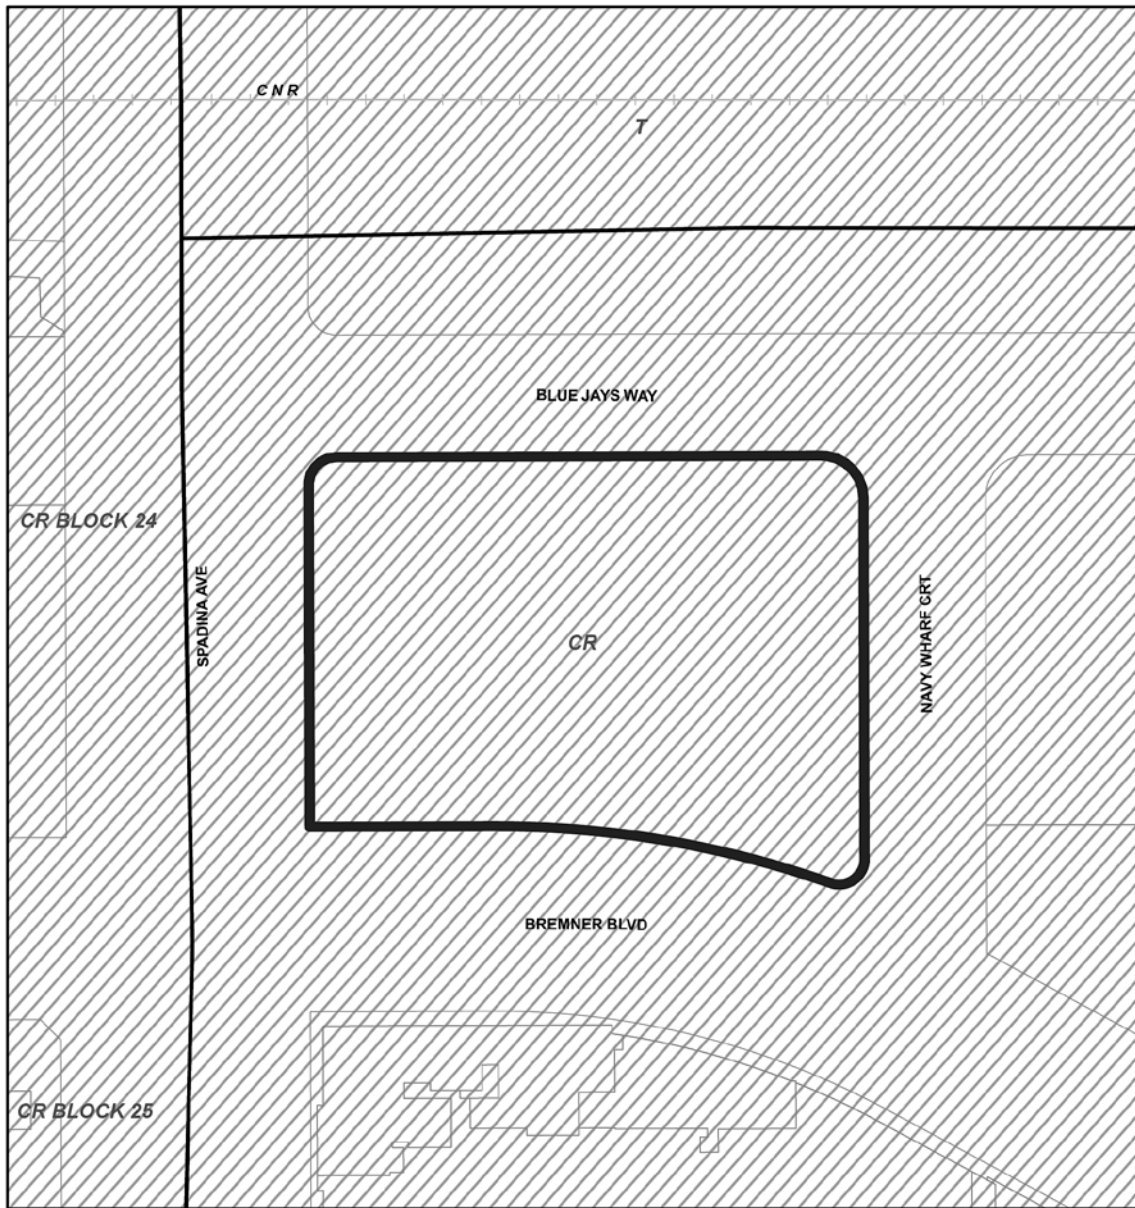 C N R
T
BLUE JAYS WAY
CR BLOCK 24
SPADINA AVE
CR
NAVY WHARF CRT
BREMNER BLVD
CR BLOCK 25